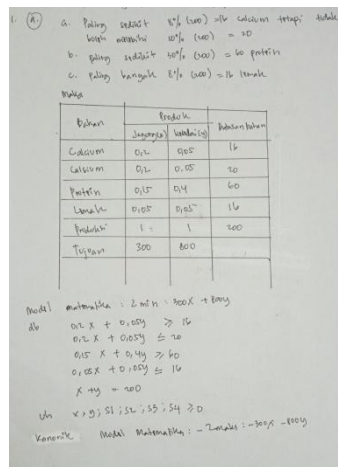 1. A. a. Paling sedikit 8% (200) = 16 calcium tetapi tidak
boleh melebihi 10% (200) = 20
b. Paling sedikit 30% (200) = 60 protein
c. Paling banyak 8% (200) = 16 lemak
Maka
Bahan Produk Batasan bahan
Jagung(x) kedelai(y)
Calcium 0,2 0,05 16
Calsium 0,2 0,05 20
Protein 0,15 0,4 60
Lemak 0,05 0,05 16
Produksi 1 1 200
Tujuan 300 800
Model matematika : Z min : 300x + 800y
db 0,2 x + 0,05y ≥ 16
0,2 x + 0,05y ≤ 20
0,15 x + 0,4y ≥ 60
0,05x + 0,05y ≤ 16
x + y = 200
x, y, s1 ; s2 ; s3 ; s4 ≥ 0
Kanonik Model Matematika : - Zmaks : -300x - 800y